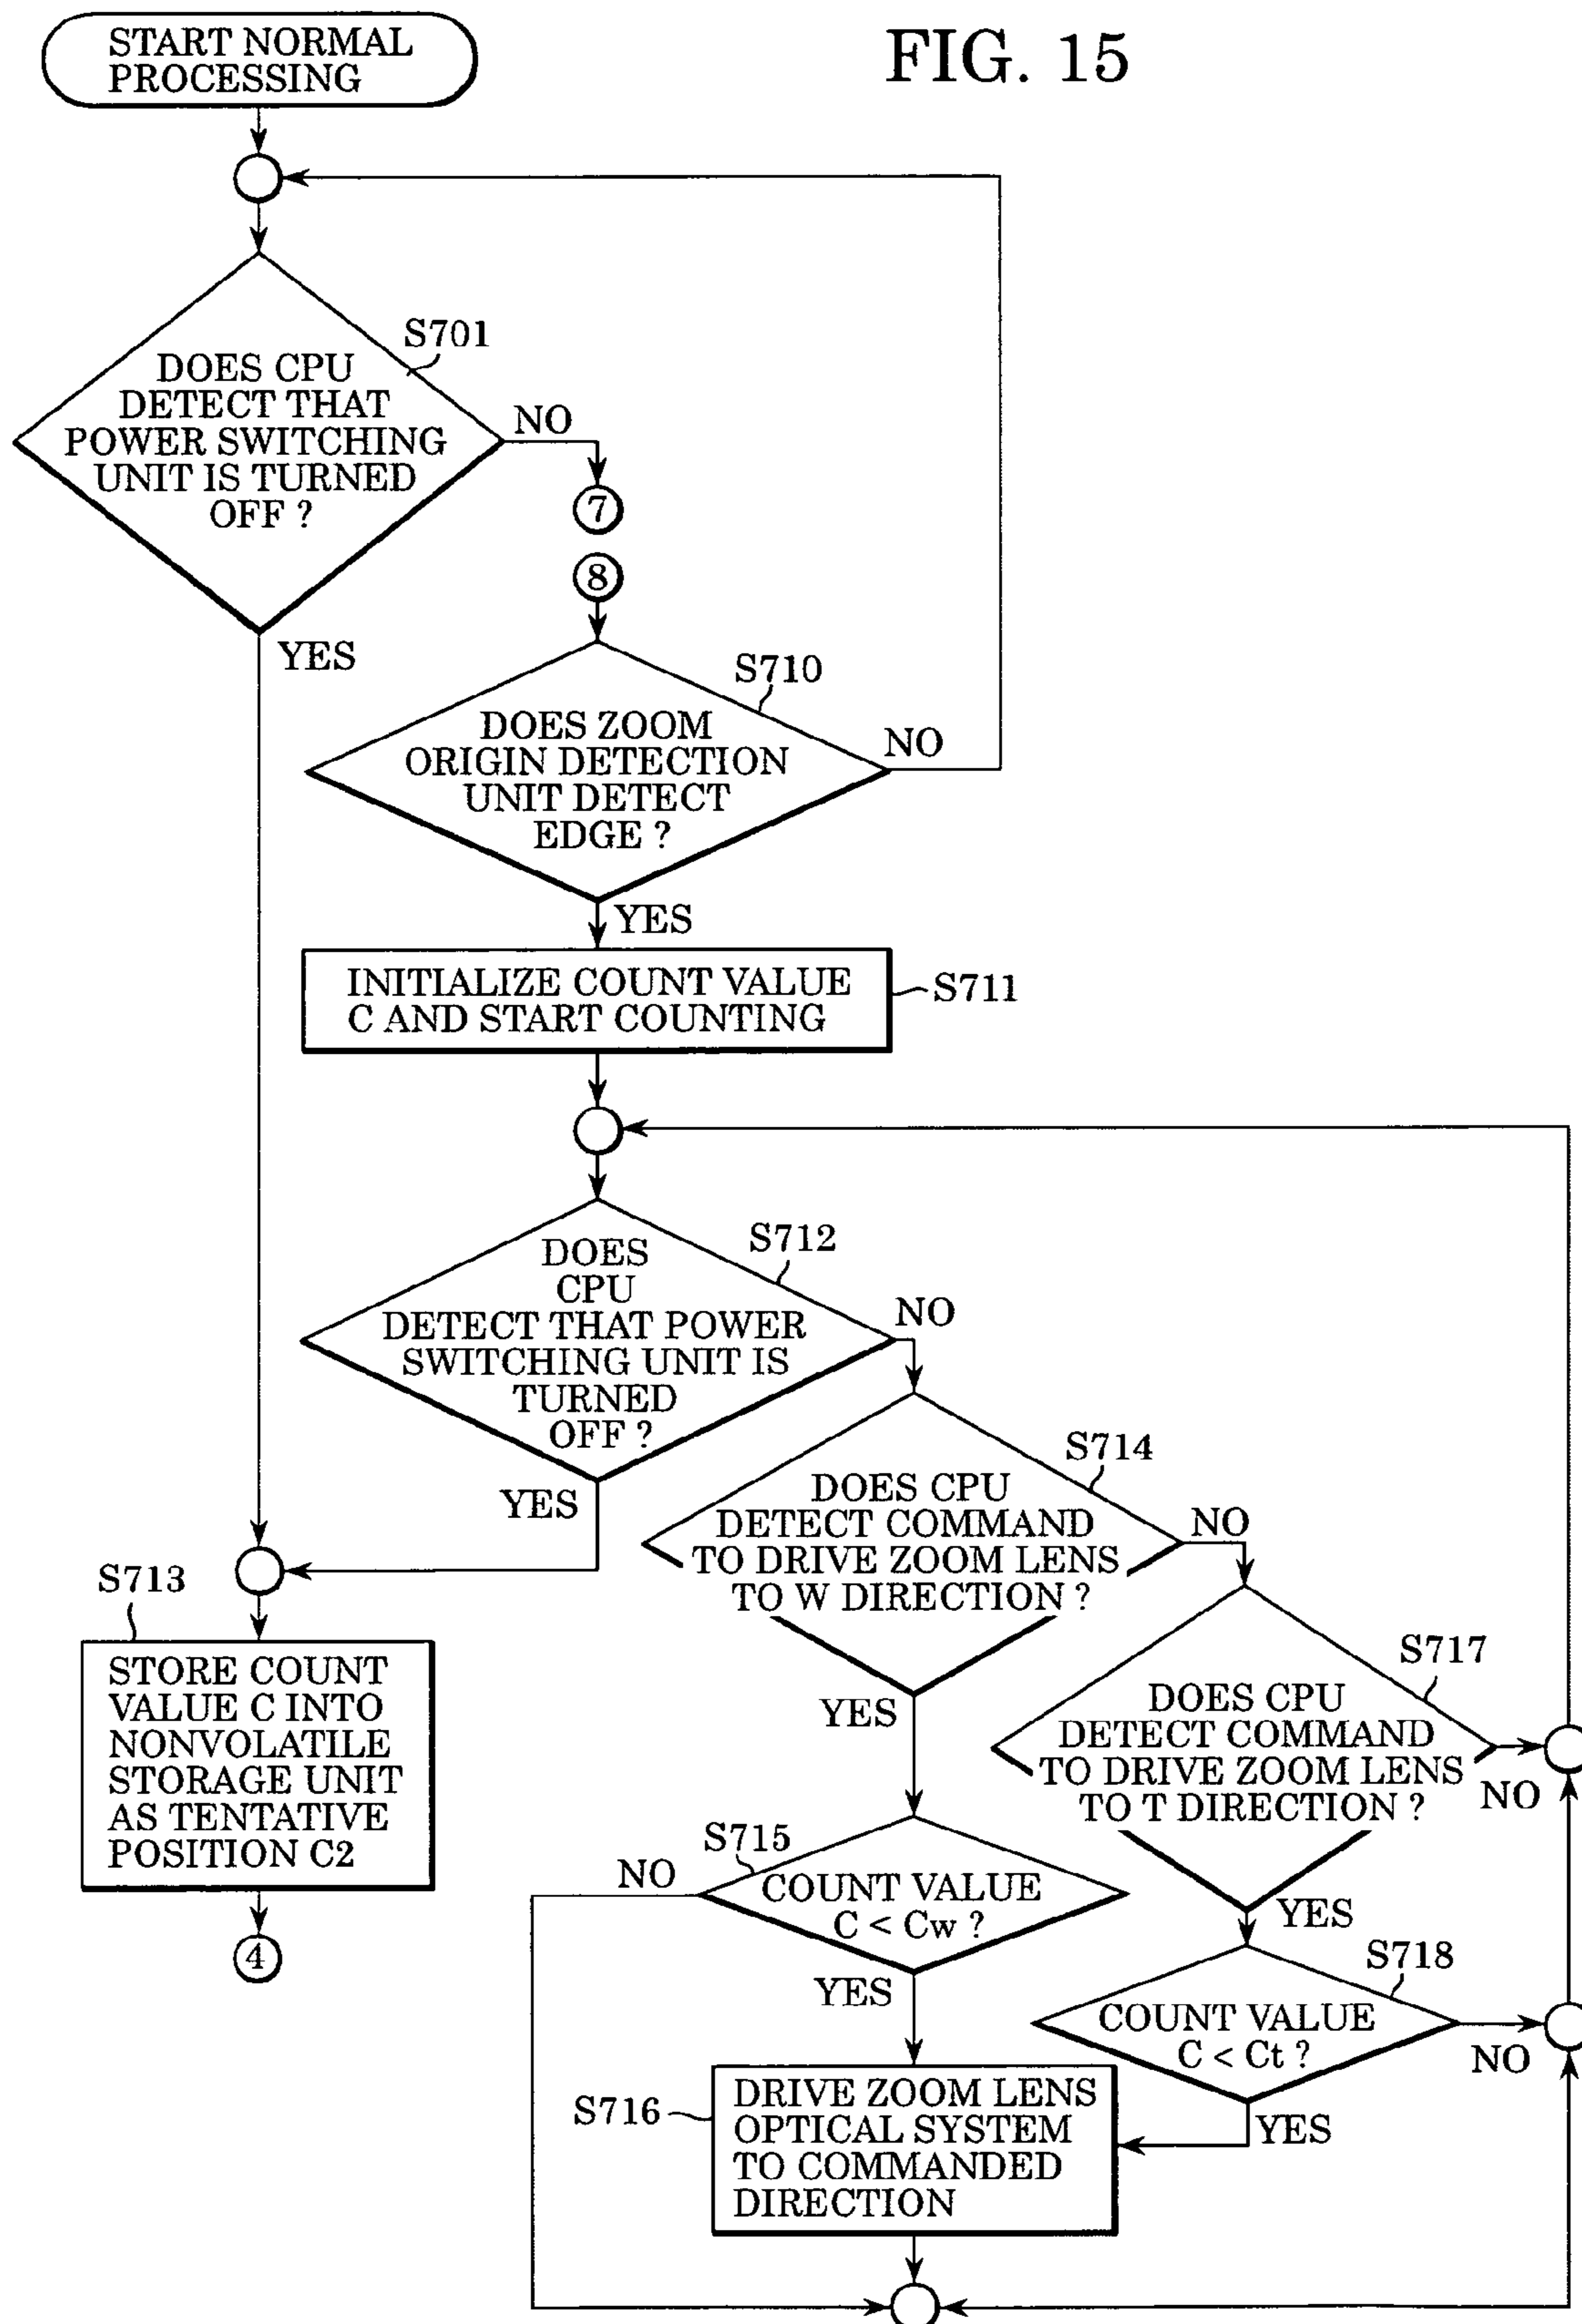 FIG. 15
START NORMAL
PROCESSING
S701
DOES CPU
DETECT THAT
POWER SWITCHING
UNIT IS TURNED
OFF ?
NO
7
8
YES
S710
DOES ZOOM
ORIGIN DETECTION
UNIT DETECT
EDGE ?
NO
YES
INITIALIZE COUNT VALUE
C AND START COUNTING
S711
S712
DOES
CPU
DETECT THAT POWER
SWITCHING UNIT IS
TURNED
OFF ?
NO
YES
S714
DOES CPU
DETECT COMMAND
TO DRIVE ZOOM LENS
TO W DIRECTION ?
NO
YES
S713
STORE COUNT
VALUE C INTO
NONVOLATILE
STORAGE UNIT
AS TENTATIVE
POSITION C2
4
S717
DOES CPU
DETECT COMMAND
TO DRIVE ZOOM LENS
TO T DIRECTION ?
NO
YES
S715
NO
COUNT VALUE
C < Cw ?
YES
S718
COUNT VALUE
C < Ct ?
NO
YES
S716
DRIVE ZOOM LENS
OPTICAL SYSTEM
TO COMMANDED
DIRECTION